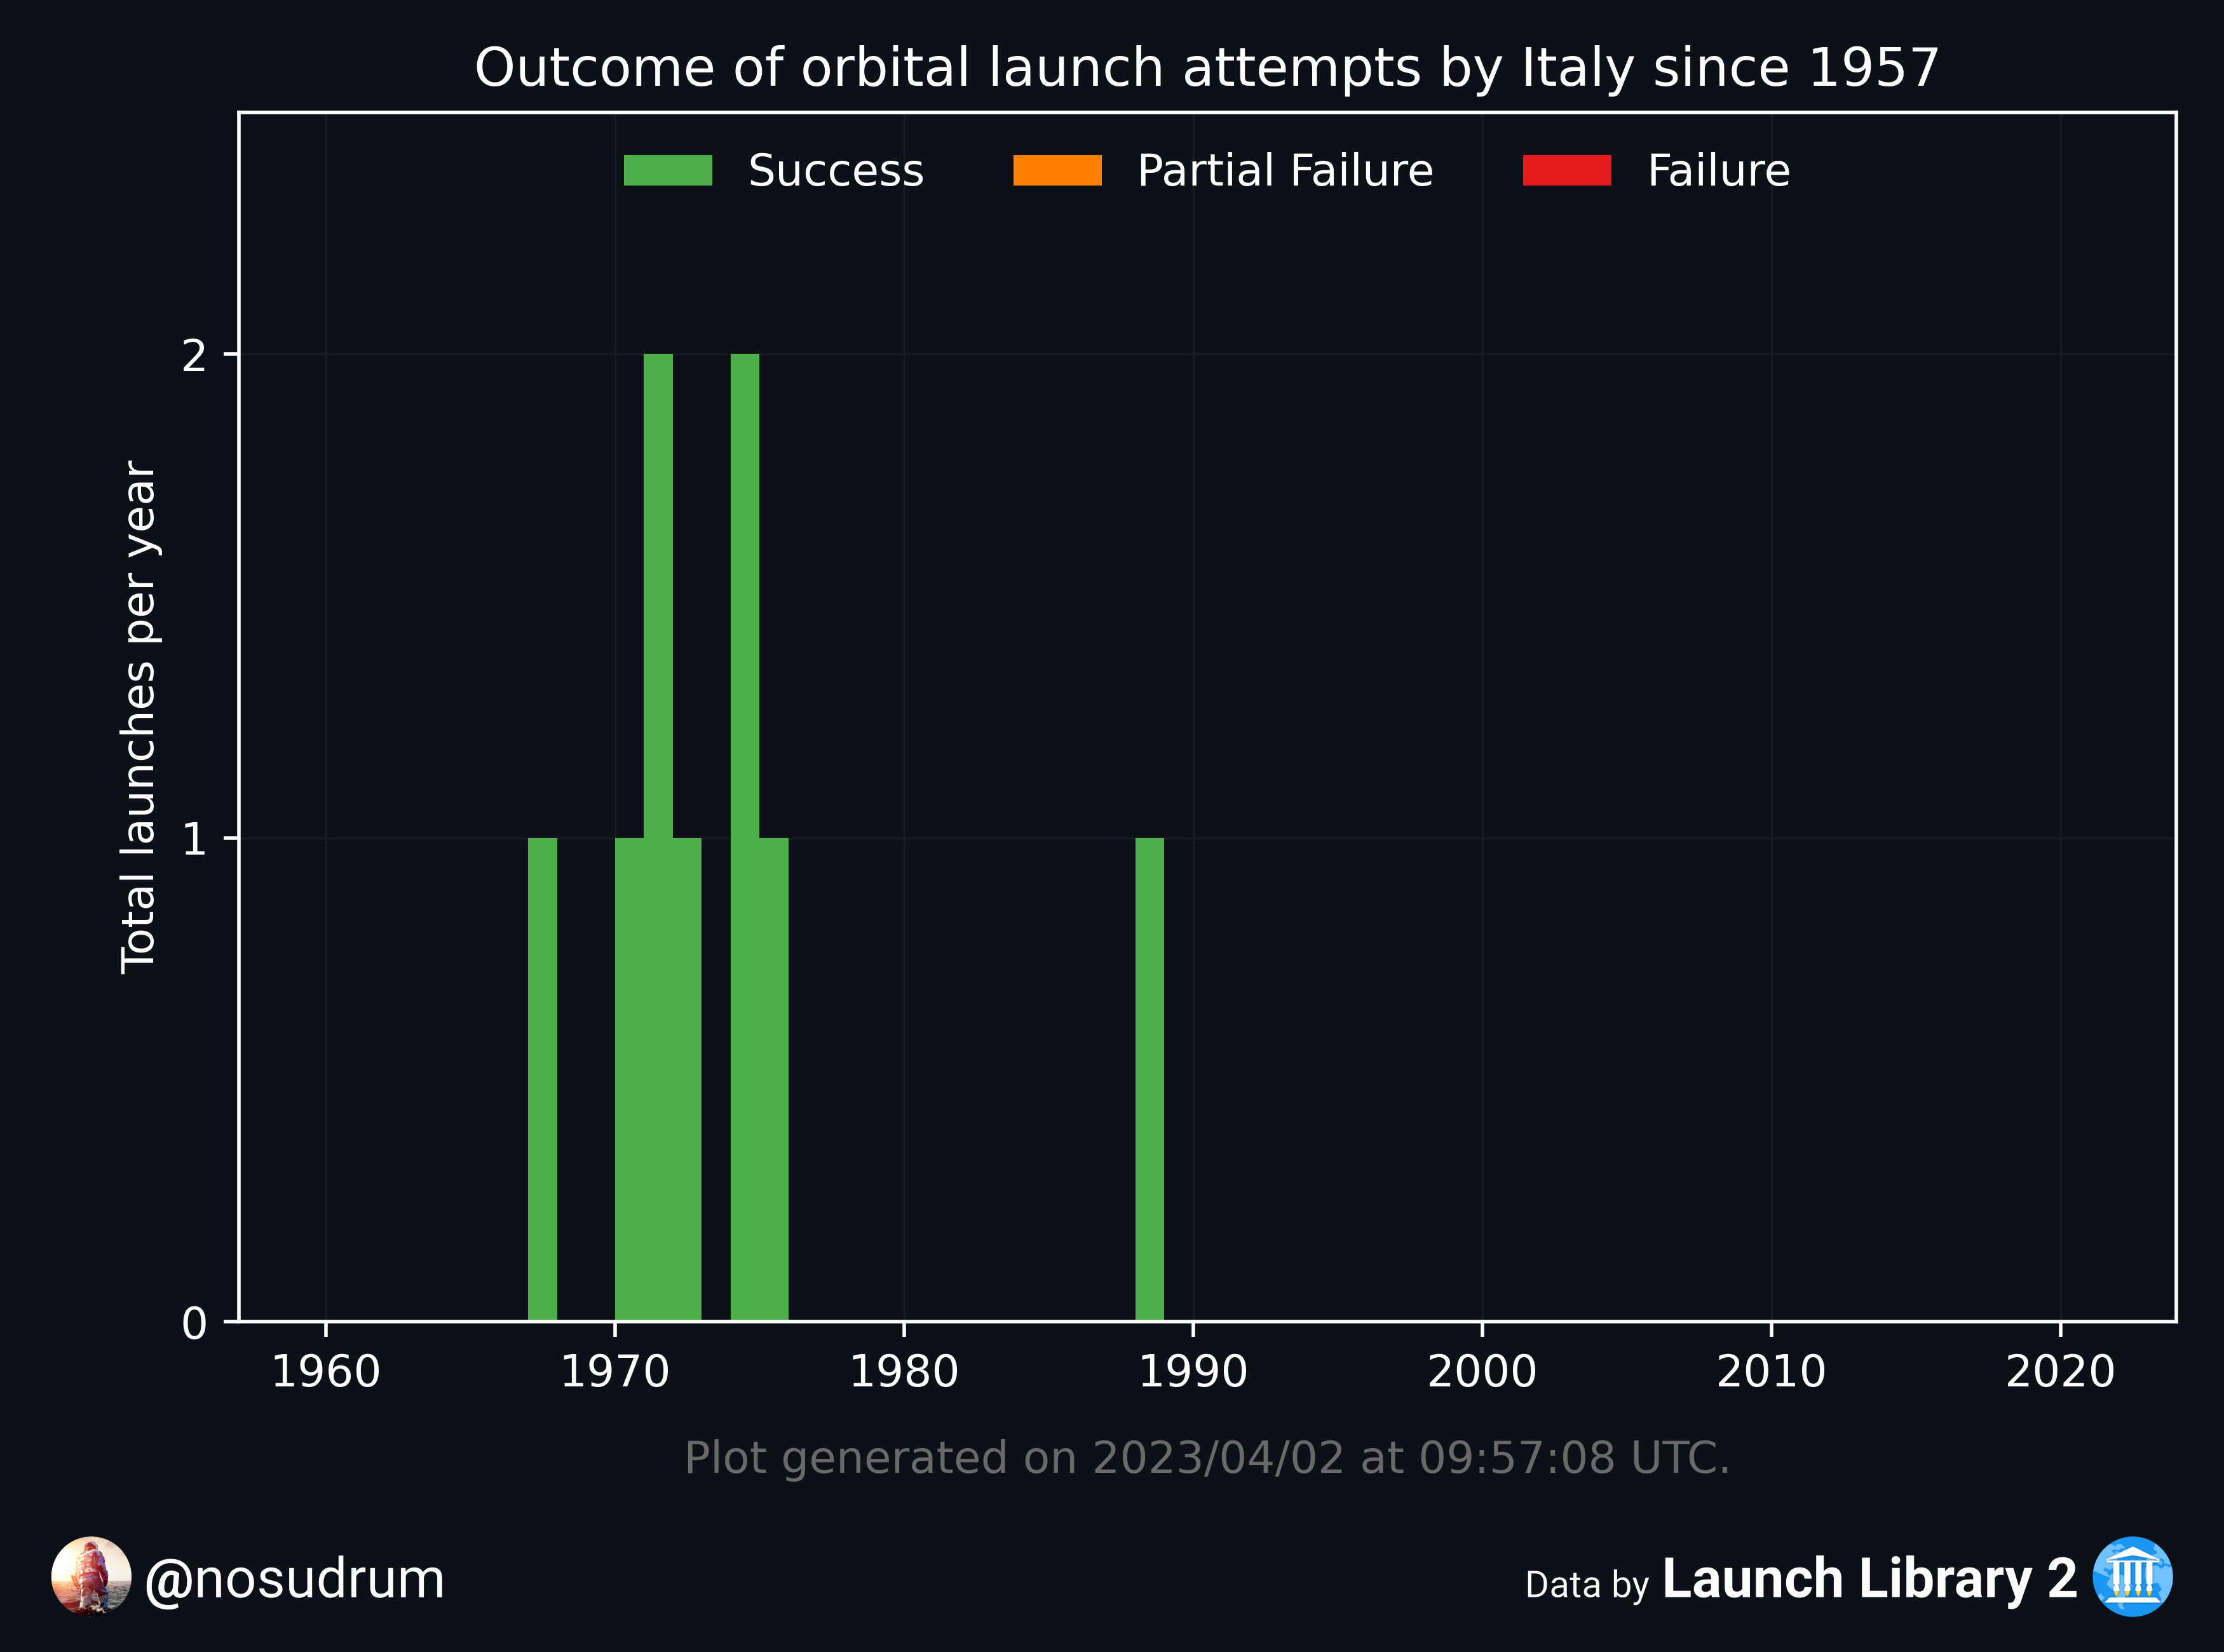 Outcome of orbital launch attempts by Italy since 1957
Success Partial Failure Failure
Total launches per year
2
1
0
1960 1970 1980 1990 2000 2010 2020
Plot generated on 2023/04/02 at 09:57:08 UTC.
@nosudrum
Data by Launch Library 2